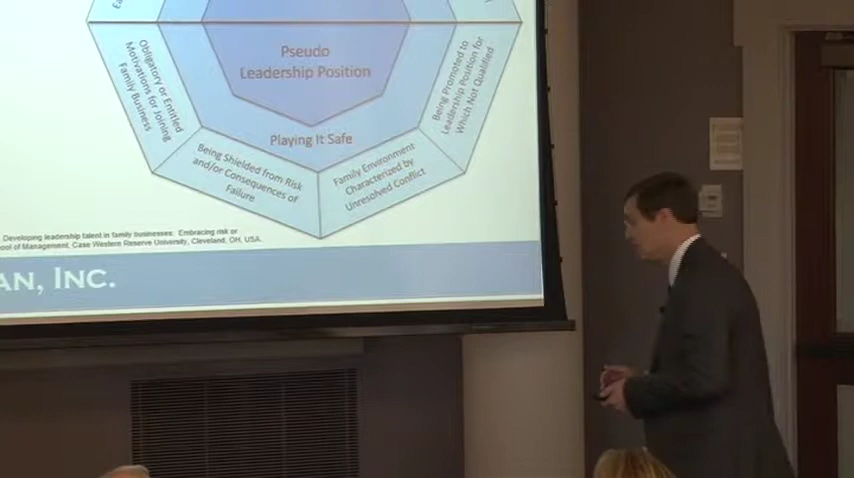 Pseudo
Leadership Position
Playing It Safe
Obligatory or Entitled
Motivations for Joining
Family Business
Being Shielded from Risk
and/or Consequences of
Failure
Family Environment
Characterized by
Unresolved Conflict
Being Promoted to
Leadership Position for
Which Not Qualified
Developing leadership talent in family businesses: Embracing risk or
ool of Management, Case Western Reserve University, Cleveland, OH, USA.
AN, INC.